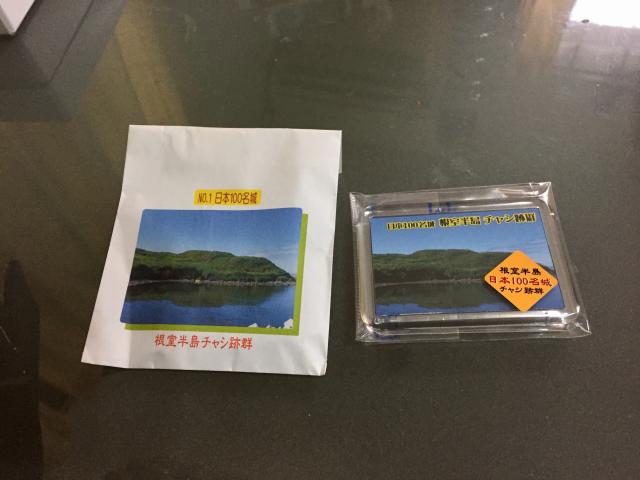 NO.1 日本100名城
根室半島チャシ跡群
日本100名城 根室半島 チャシ跡群
根室半島
日本100名城
チャシ跡群